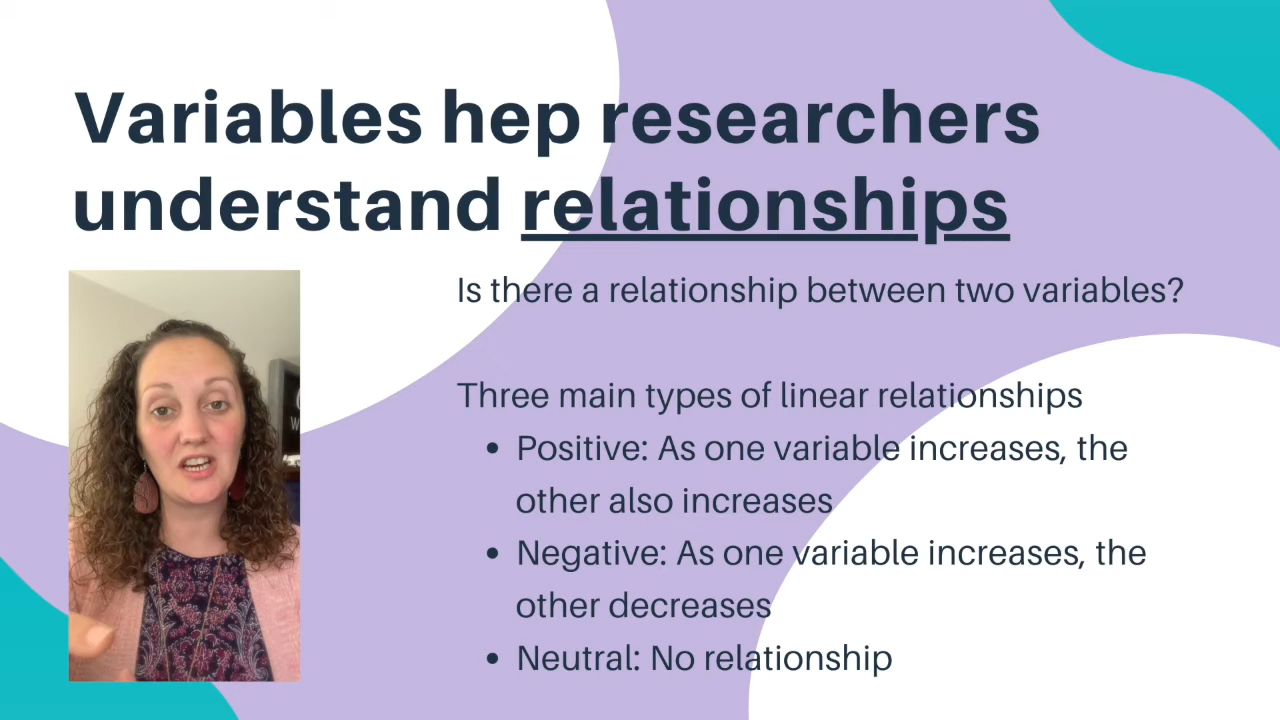 Variables hep researchers
understand relationships
Is there a relationship between two variables?
Three main types of linear relationships
• Positive: As one variable increases, the
other also increases
• Negative: As one variable increases, the
other decreases
• Neutral: No relationship